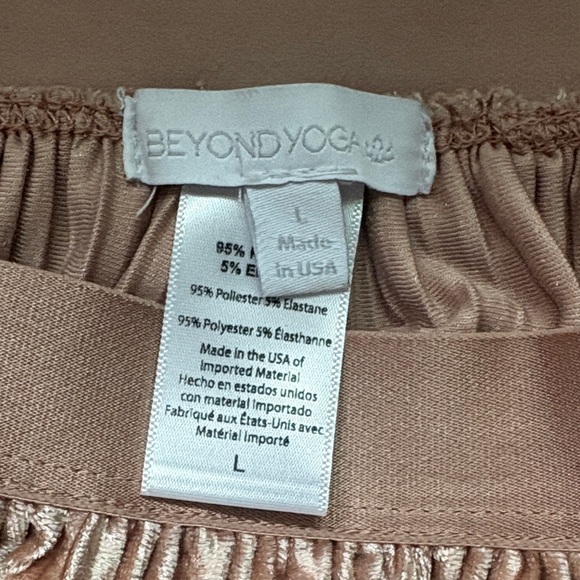 BEYOND YOGA
L
Made
in USA
95%
5%
95% Poliester 5% Elastane
95% Polyester 5% Élasthanne
Made in the USA of
Imported Material
Hecho en estados unidos
con material importado
Fabriqué aux États-Unis avec
Matérial Importé
L